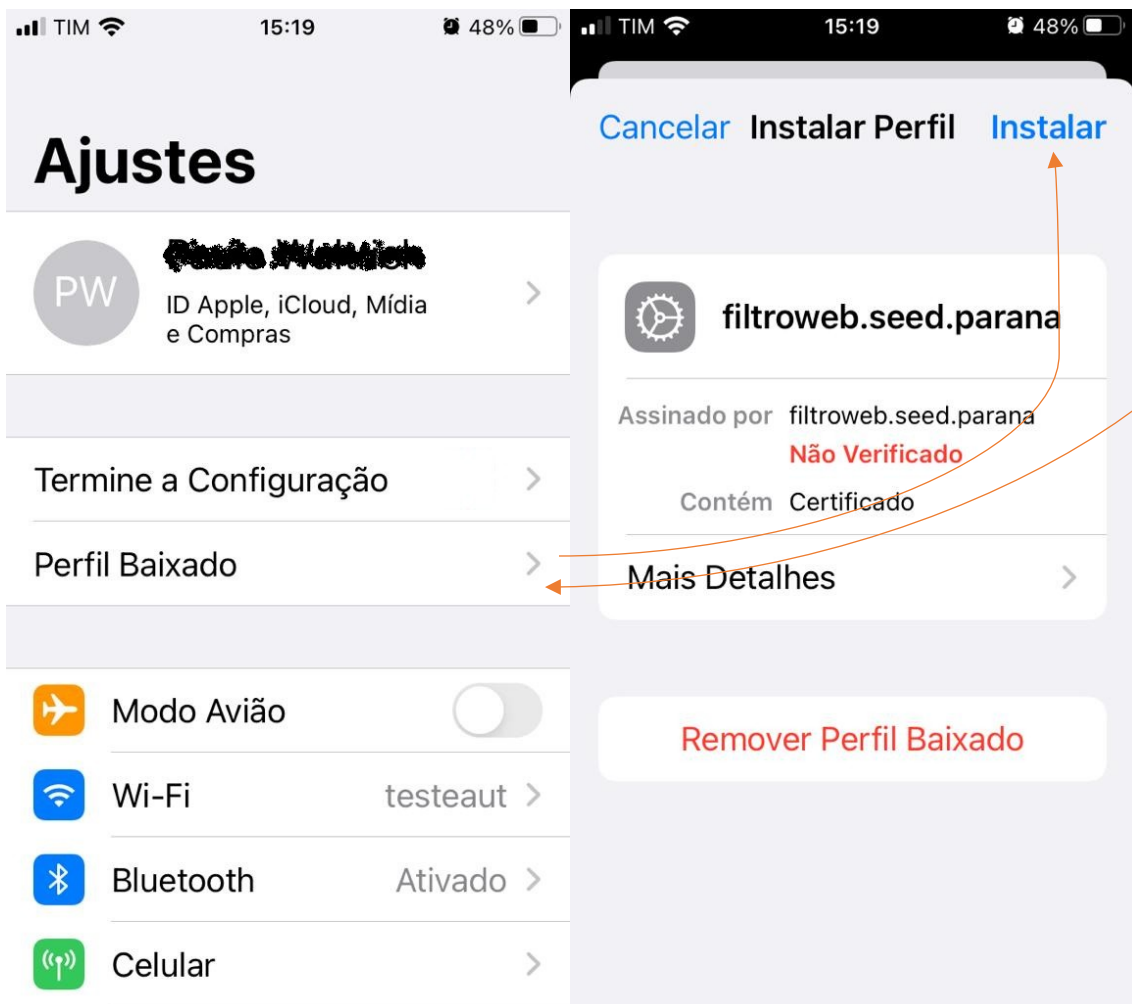 TIM
15:19
48%
Ajustes
PW
ID Apple, iCloud, Mídia
e Compras
Termine a Configuração
Perfil Baixado
Modo Avião
Wi-Fi
testeaut
Bluetooth
Ativado
Celular
TIM
15:19
48%
Cancelar
Instalar Perfil
Instalar
filtroweb.seed.parana
Assinado por
filtroweb.seed.parana
Não Verificado
Contém
Certificado
Mais Detalhes
Remover Perfil Baixado